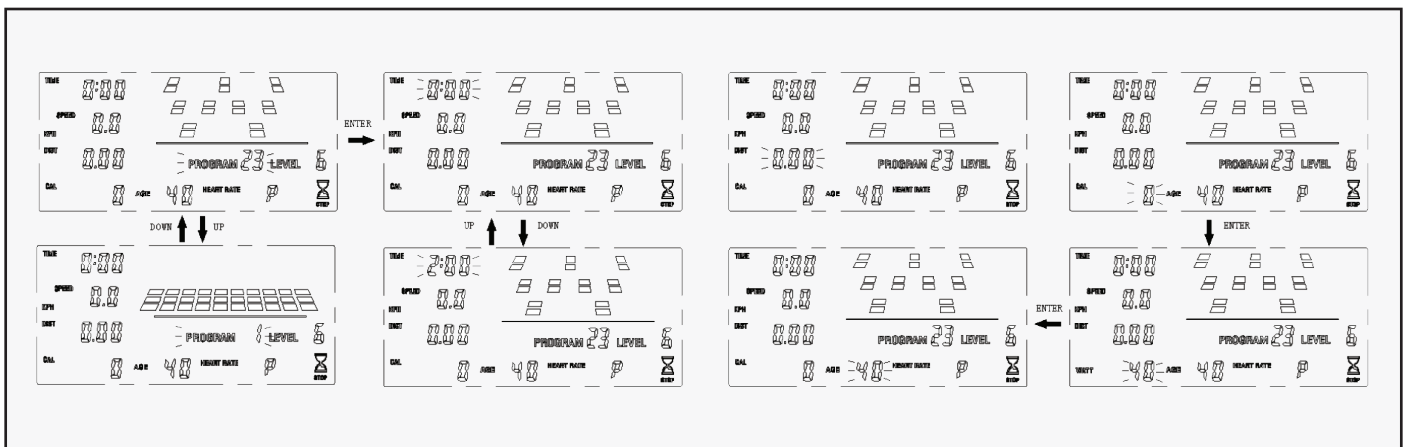 TIME 0:00
SPEED 0.0
KPH
DIST 0.00
PROGRAM 23 LEVEL 6
CAL 0 AGE 40 HEART RATE P
STOP
ENTER
TIME 0:00
SPEED 0.0
KPH
DIST 0.00
PROGRAM 23 LEVEL 6
CAL 0 AGE 40 HEART RATE P
STOP
TIME 0:00
SPEED 0.0
KPH
DIST 0.00
PROGRAM 23 LEVEL 6
CAL 0 AGE 40 HEART RATE P
STOP
TIME 0:00
SPEED 0.0
KPH
DIST 0.00
PROGRAM 23 LEVEL 6
CAL 0 AGE 40 HEART RATE P
STOP
DOWN UP
UP DOWN
ENTER
TIME 0:00
SPEED 0.0
KPH
DIST 0.00
PROGRAM 1 LEVEL 6
CAL 0 AGE 40 HEART RATE P
STOP
TIME 2:00
SPEED 0.0
KPH
DIST 0.00
PROGRAM 23 LEVEL 6
CAL 0 AGE 40 HEART RATE P
STOP
TIME 0:00
SPEED 0.0
KPH
DIST 0.00
PROGRAM 23 LEVEL 6
CAL 0 AGE 40 HEART RATE P
STOP
ENTER
TIME 0:00
SPEED 0.0
KPH
DIST 0.00
PROGRAM 23 LEVEL 6
WATT 40 AGE 40 HEART RATE P
STOP